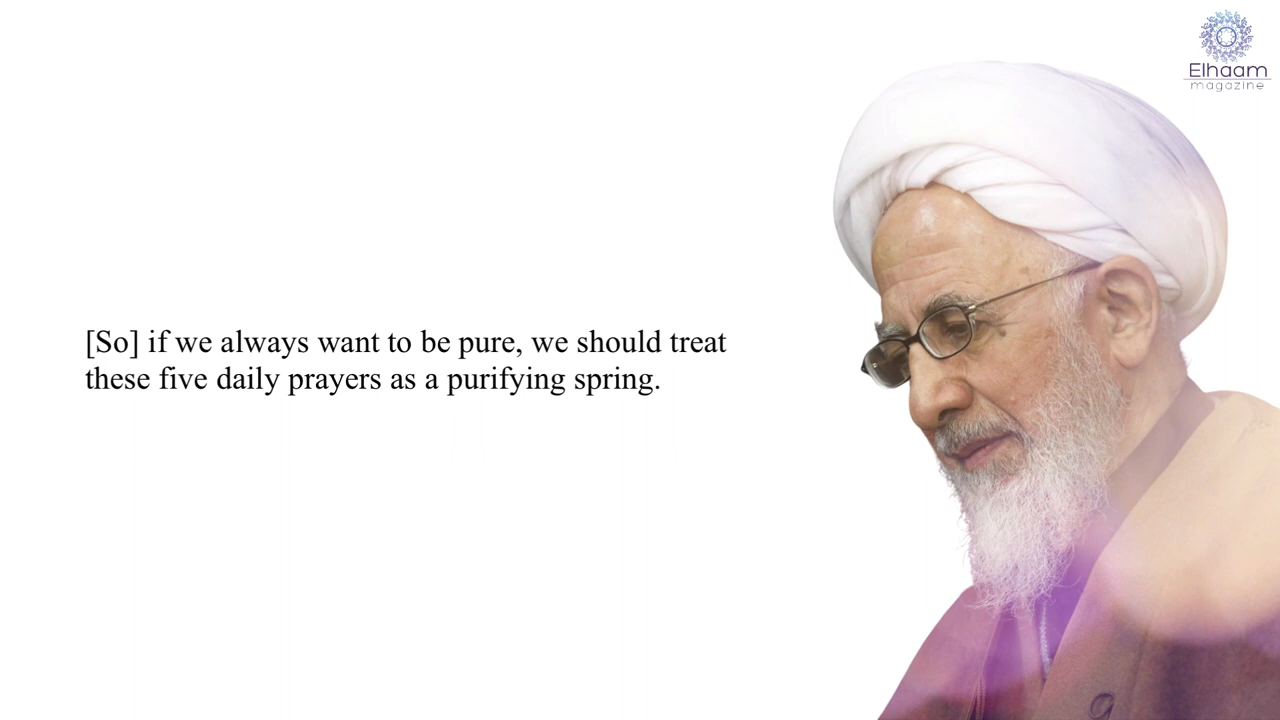 Elhaam
magazine
[So] if we always want to be pure, we should treat
these five daily prayers as a purifying spring.